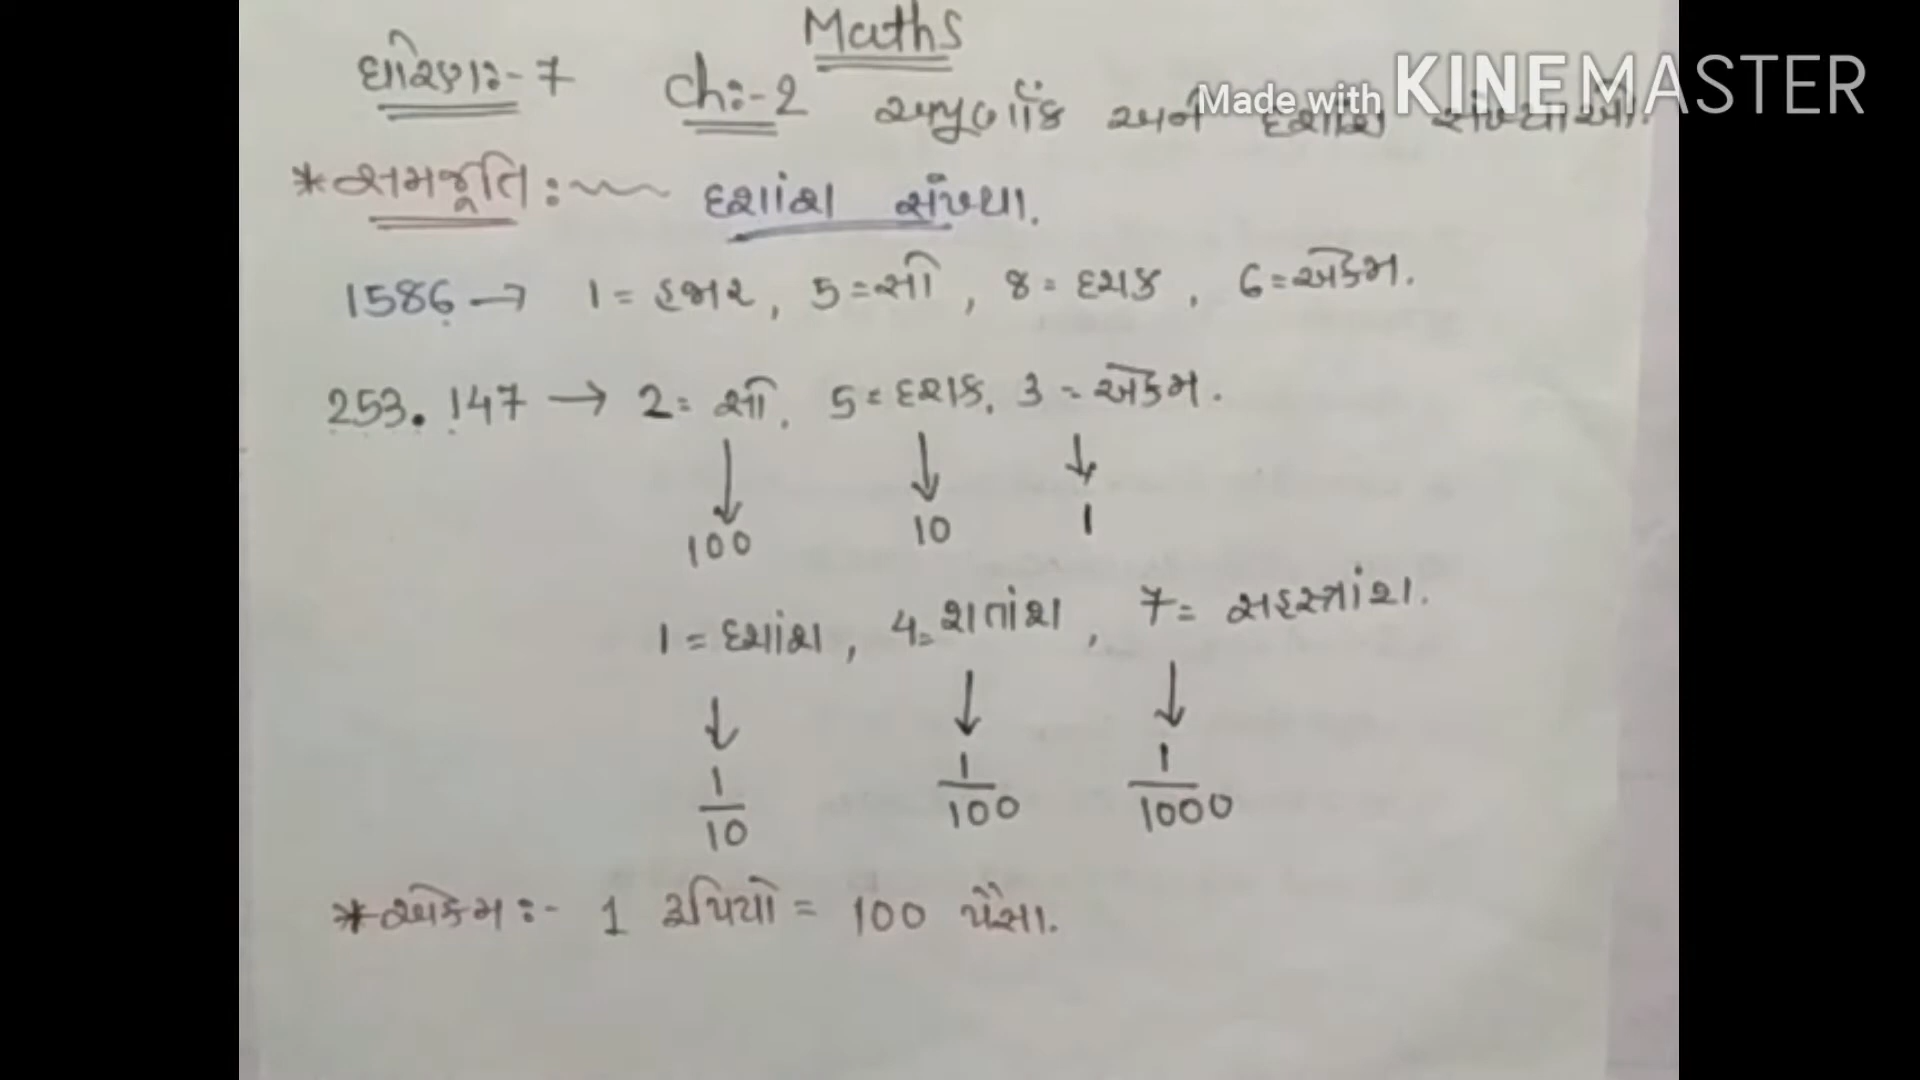 Maths
ધોરણ:- 7 ch:-2 અપૂર્ણાંક અને દશાંશ સંખ્યાઓ.
Made with KINEMASTER
*સમજૂતિ :~~ દશાંશ સંખ્યા.
1586 → 1 = હજાર, 5 = સો, 8 = દશક, 6 = એકમ.
253.147 → 2 = સો, 5 = દશક, 3 = એકમ.
↓ ↓ ↓
100 10 1
1 = દશાંશ, 4 = શતાંશ, 7 = સહસ્ત્રાંશ.
↓ ↓ ↓
1/10 1/100 1/1000
*એકમ :- 1 રૂપિયો = 100 પૈસા.